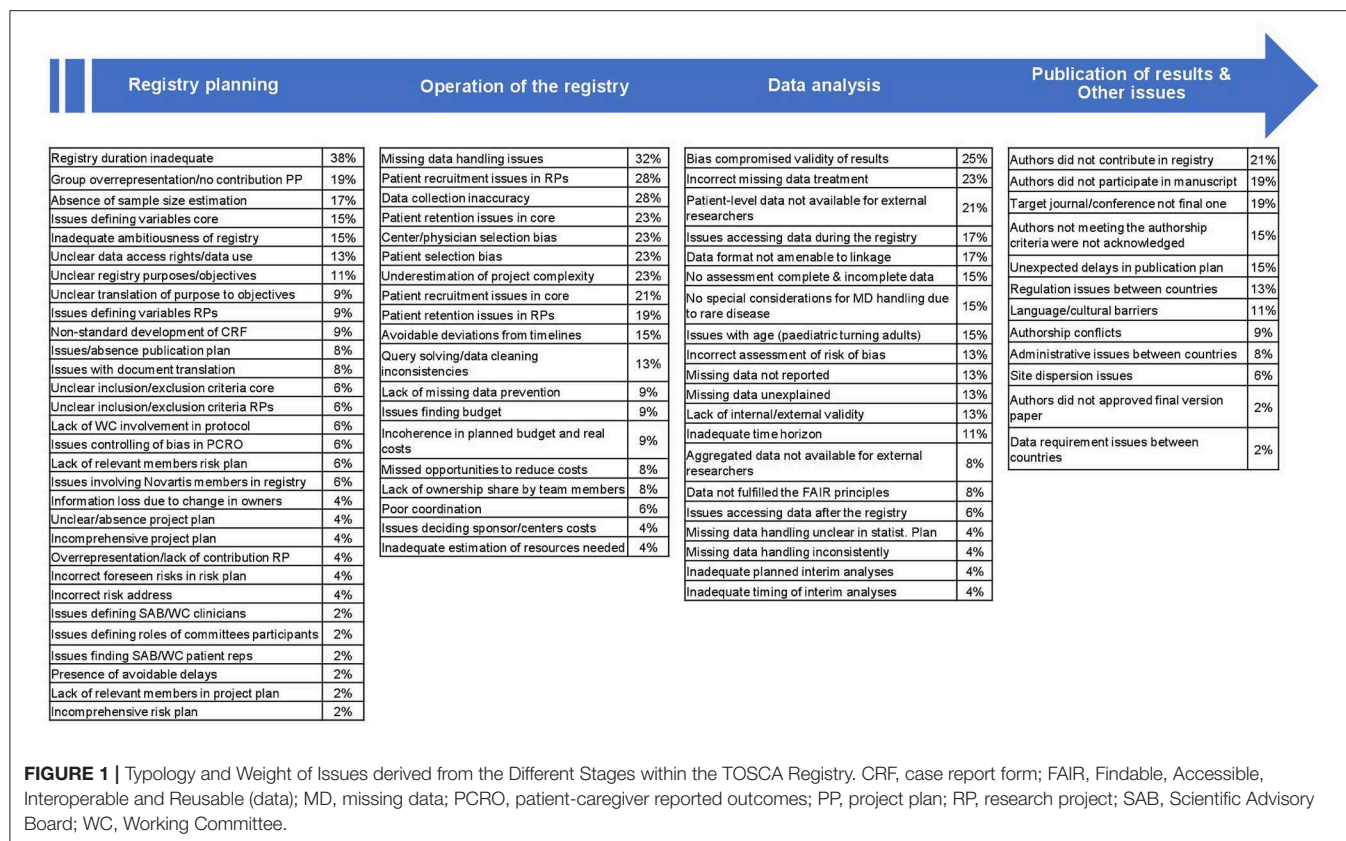 Registry planning
Operation of the registry
Data analysis
Publication of results &
Other issues
Registry duration inadequate 38%
Group overrepresentation/no contribution PP 19%
Absence of sample size estimation 17%
Issues defining variables core 15%
Inadequate ambitiousness of registry 15%
Unclear data access rights/data use 13%
Unclear registry purposes/objectives 11%
Unclear translation of purpose to objectives 9%
Issues defining variables RPs 9%
Non-standard development of CRF 9%
Issues/absence publication plan 8%
Issues with document translation 8%
Unclear inclusion/exclusion criteria core 6%
Unclear inclusion/exclusion criteria RPs 6%
Lack of WC involvement in protocol 6%
Issues controlling of bias in PCRO 6%
Lack of relevant members risk plan 6%
Issues involving Novartis members in registry 6%
Information loss due to change in owners 4%
Unclear/absence project plan 4%
Incomprehensive project plan 4%
Overrepresentation/lack of contribution RP 4%
Incorrect foreseen risks in risk plan 4%
Incorrect risk address 4%
Issues defining SAB/WC clinicians 2%
Issues defining roles of committees participants 2%
Issues finding SAB/WC patient reps 2%
Presence of avoidable delays 2%
Lack of relevant members in project plan 2%
Incomprehensive risk plan 2%
Missing data handling issues 32%
Patient recruitment issues in RPs 28%
Data collection inaccuracy 28%
Patient retention issues in core 23%
Center/physician selection bias 23%
Patient selection bias 23%
Underestimation of project complexity 23%
Patient recruitment issues in core 21%
Patient retention issues in RPs 19%
Avoidable deviations from timelines 15%
Query solving/data cleaning
inconsistencies 13%
Lack of missing data prevention 9%
Issues finding budget 9%
Incoherence in planned budget and real
costs 9%
Missed opportunities to reduce costs 8%
Lack of ownership share by team members 8%
Poor coordination 6%
Issues deciding sponsor/centers costs 4%
Inadequate estimation of resources needed 4%
Bias compromised validity of results 25%
Incorrect missing data treatment 23%
Patient-level data not available for external
researchers 21%
Issues accessing data during the registry 17%
Data format not amenable to linkage 17%
No assessment complete & incomplete data 15%
No special considerations for MD handling due
to rare disease 15%
Issues with age (paediatric turning adults) 15%
Incorrect assessment of risk of bias 13%
Missing data not reported 13%
Missing data unexplained 13%
Lack of internal/external validity 13%
Inadequate time horizon 11%
Aggregated data not available for external
researchers 8%
Data not fulfilled the FAIR principles 8%
Issues accessing data after the registry 6%
Missing data handling unclear in statist. Plan 4%
Missing data handling inconsistently 4%
Inadequate planned interim analyses 4%
Inadequate timing of interim analyses 4%
Authors did not contribute in registry 21%
Authors did not participate in manuscript 19%
Target journal/conference not final one 19%
Authors not meeting the authorship
criteria were not acknowledged 15%
Unexpected delays in publication plan 15%
Regulation issues between countries 13%
Language/cultural barriers 11%
Authorship conflicts 9%
Administrative issues between countries 8%
Site dispersion issues 6%
Authors did not approved final version
paper 2%
Data requirement issues between
countries 2%
FIGURE 1 | Typology and Weight of Issues derived from the Different Stages within the TOSCA Registry. CRF, case report form; FAIR, Findable, Accessible,
Interoperable and Reusable (data); MD, missing data; PCRO, patient-caregiver reported outcomes; PP, project plan; RP, research project; SAB, Scientific Advisory
Board; WC, Working Committee.